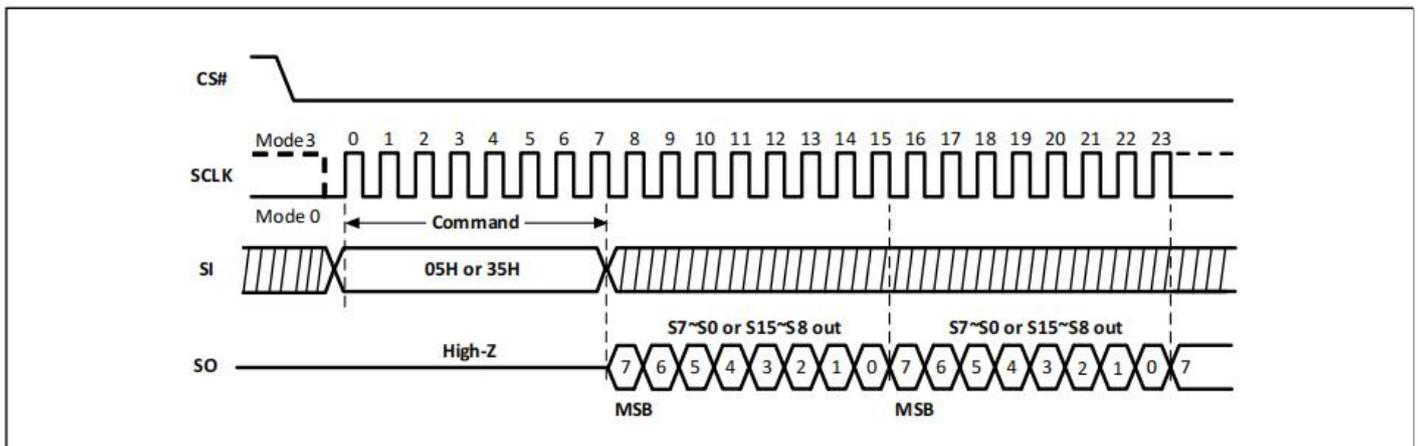 CS#
Mode3 0 1 2 3 4 5 6 7 8 9 10 11 12 13 14 15 16 17 18 19 20 21 22 23
SCLK
Mode 0 Command
SI 05H or 35H
S7~S0 or S15~S8 out S7~S0 or S15~S8 out
High-Z
SO 7 6 5 4 3 2 1 0 7 6 5 4 3 2 1 0 7
MSB MSB